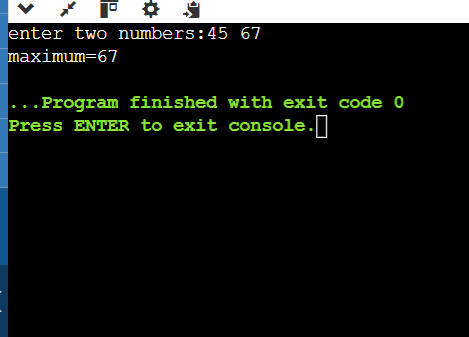 enter two numbers:45 67
maximum=67
...Program finished with exit code 0
Press ENTER to exit console.